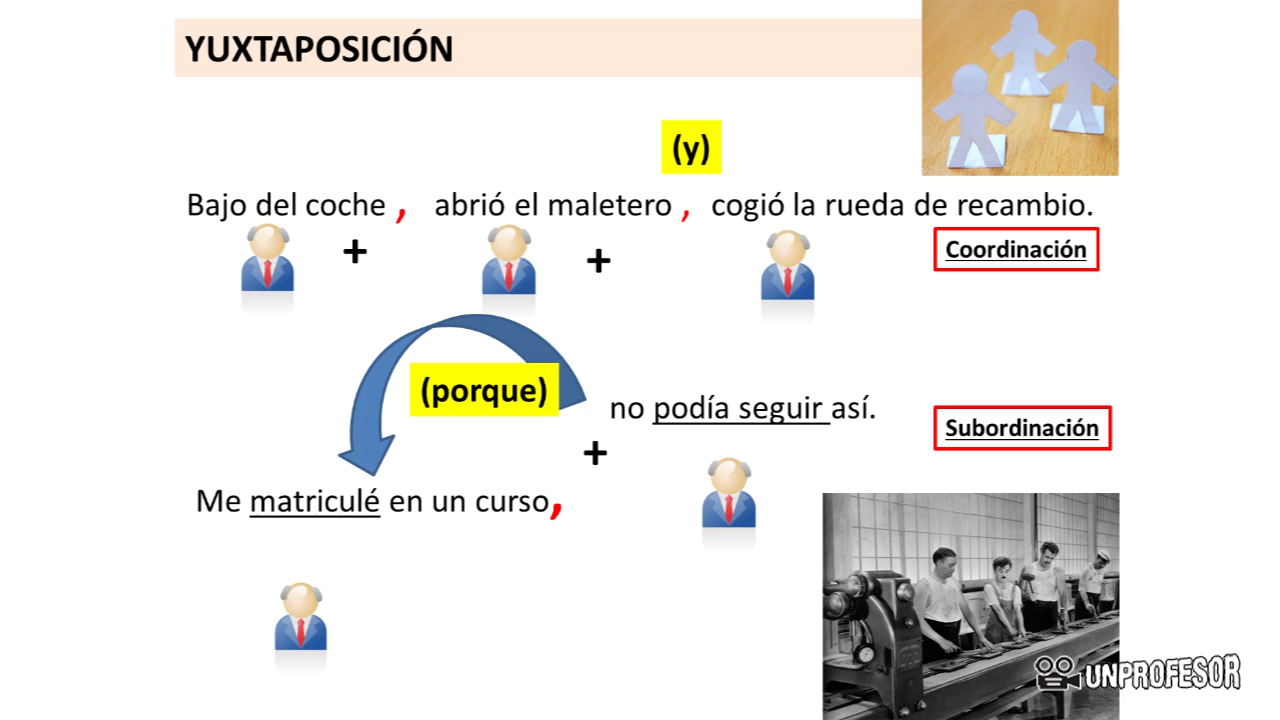 YUXTAPOSICIÓN
(y)
Bajo del coche , abrió el maletero , cogió la rueda de recambio.
+ +
Coordinación
(porque)
no podía seguir así.
Subordinación
+
Me matriculé en un curso,
UNPROFESOR